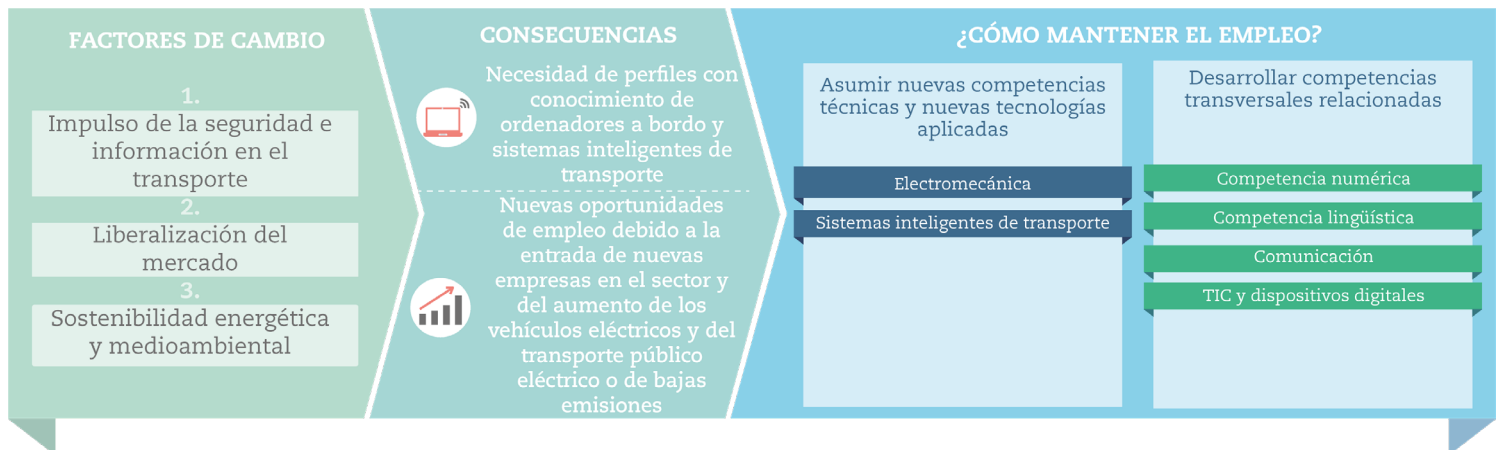 FACTORES DE CAMBIO
1.
Impulso de la seguridad e
información en el
transporte
2.
Liberalización del
mercado
3.
Sostenibilidad energética
y medioambiental
CONSECUENCIAS
Necesidad de perfiles con
conocimiento de
ordenadores a bordo y
sistemas inteligentes de
transporte
Nuevas oportunidades
de empleo debido a la
entrada de nuevas
empresas en el sector y
del aumento de los
vehículos eléctricos y del
transporte público
eléctrico o de bajas
emisiones
¿CÓMO MANTENER EL EMPLEO?
Asumir nuevas competencias
técnicas y nuevas tecnologías
aplicadas
Electromecánica
Sistemas inteligentes de transporte
Desarrollar competencias
transversales relacionadas
Competencia numérica
Competencia lingüística
Comunicación
TIC y dispositivos digitales